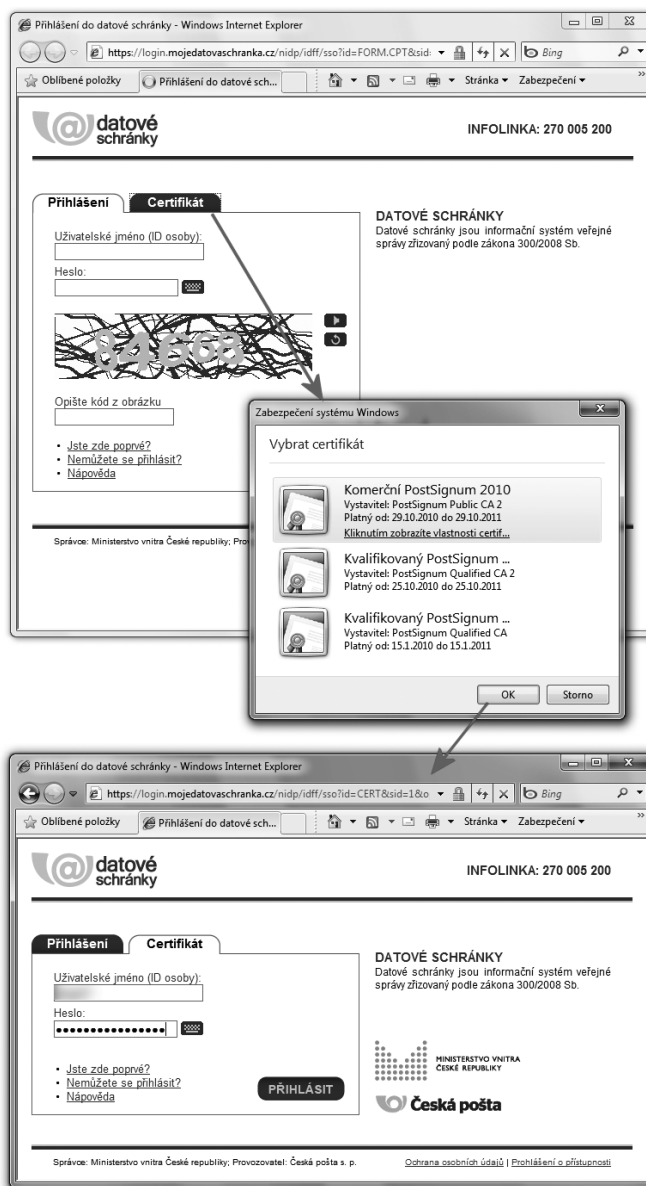 Přihlášení do datové schránky - Windows Internet Explorer
https://login.mojedatovaschranka.cz/nidp/idff/sso?id=FORM.CPT&sid:
Bing
Oblíbené položky
Přihlášení do datové sch...
Stránka
Zabezpečení
»
@ datové
schránky
INFOLINKA: 270 005 200
Přihlášení
Certifikát
Uživatelské jméno (ID osoby):
Heslo:
84668
Opište kód z obrázku
• Jste zde poprvé?
• Nemůžete se přihlásit?
• Nápověda
DATOVÉ SCHRÁNKY
Datové schránky jsou informační systém veřejné
správy zřizovaný podle zákona 300/2008 Sb.
Správce: Ministerstvo vnitra České republiky;
Zabezpečení systému Windows
Vybrat certifikát
Komerční PostSignum 2010
Vystavitel: PostSignum Public CA 2
Platný od: 29.10.2010 do 29.10.2011
Kliknutím zobrazíte vlastnosti certif...
Kvalifikovaný PostSignum ...
Vystavitel: PostSignum Qualified CA 2
Platný od: 25.10.2010 do 25.10.2011
Kvalifikovaný PostSignum ...
Vystavitel: PostSignum Qualified CA
Platný od: 15.1.2010 do 15.1.2011
OK
Storno
Přihlášení do datové schránky - Windows Internet Explorer
https://login.mojedatovaschranka.cz/nidp/idff/sso?id=CERT&sid=1&o
Bing
Oblíbené položky
Přihlášení do datové sch...
Stránka
Zabezpečení
»
@ datové
schránky
INFOLINKA: 270 005 200
Přihlášení
Certifikát
Uživatelské jméno (ID osoby):
Heslo:
••••••••••••••••
• Jste zde poprvé?
• Nemůžete se přihlásit?
• Nápověda
PŘIHLÁSIT
DATOVÉ SCHRÁNKY
Datové schránky jsou informační systém veřejné
správy zřizovaný podle zákona 300/2008 Sb.
MINISTERSTVO VNITRA
ČESKÉ REPUBLIKY
Česká pošta
Správce: Ministerstvo vnitra České republiky; Provozovatel: Česká pošta s. p.
Ochrana osobních údajů | Prohlášení o přístupnosti